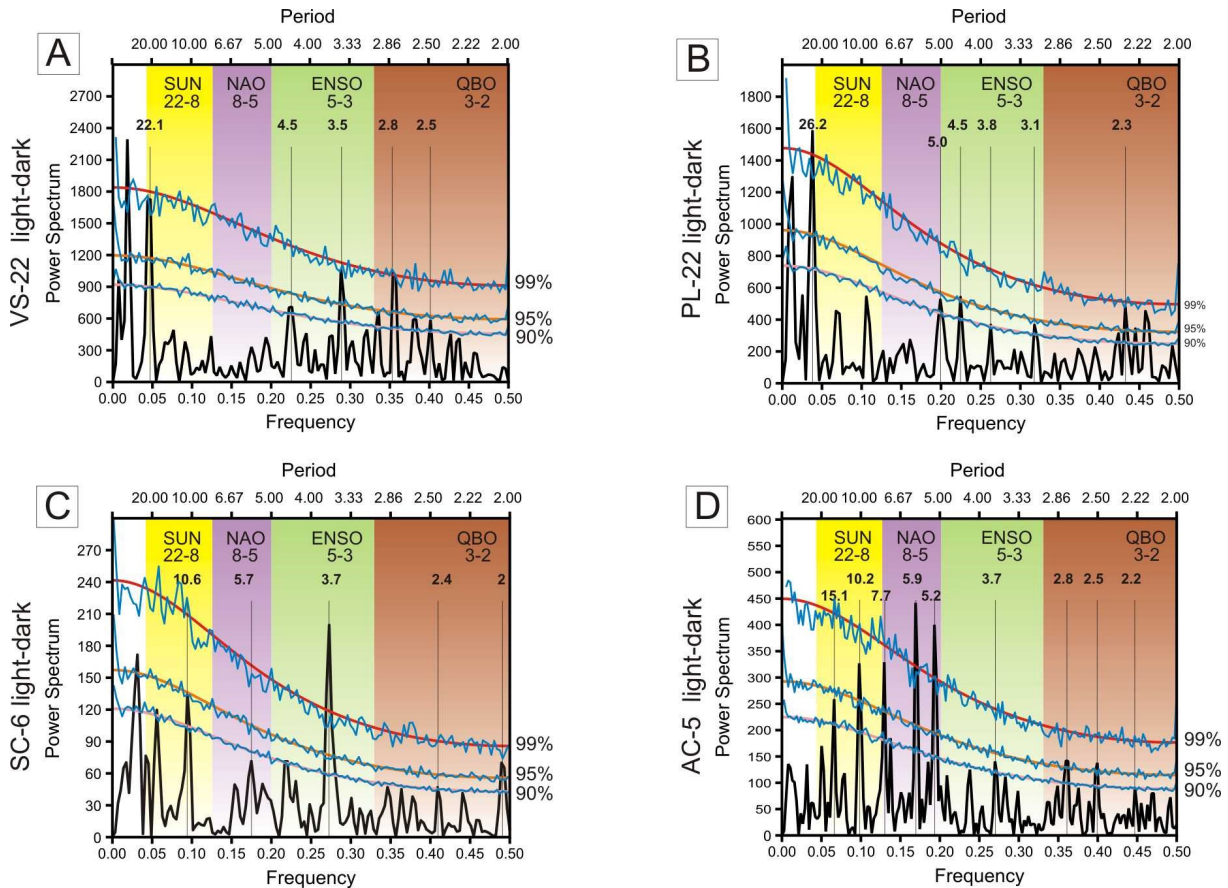 A
Period
20.00 10.00 6.67 5.00 4.00 3.33 2.86 2.50 2.22 2.00
SUN NAO ENSO QBO
22-8 8-5 5-3 3-2
22.1 4.5 3.5 2.8 2.5
2700
2400
2100
1800
1500
1200
900
600
300
0
VS-22 light-dark
Power Spectrum
99%
95%
90%
0.00 0.05 0.10 0.15 0.20 0.25 0.30 0.35 0.40 0.45 0.50
Frequency
B
Period
20.00 10.00 6.67 5.00 4.00 3.33 2.86 2.50 2.22 2.00
SUN NAO ENSO QBO
22-8 8-5 5-3 3-2
26.2 4.5 3.8 3.1 2.3
5.0
1800
1600
1400
1200
1000
800
600
400
200
0
PL-22 light-dark
Power Spectrum
99%
95%
90%
0.00 0.05 0.10 0.15 0.20 0.25 0.30 0.35 0.40 0.45 0.50
Frequency
C
Period
20.00 10.00 6.67 5.00 4.00 3.33 2.86 2.50 2.22 2.00
SUN NAO ENSO QBO
22-8 8-5 5-3 3-2
10.6 5.7 3.7 2.4 2
270
240
210
180
150
120
90
60
30
0
SC-6 light-dark
Power Spectrum
99%
95%
90%
0.00 0.05 0.10 0.15 0.20 0.25 0.30 0.35 0.40 0.45 0.50
Frequency
D
Period
20.00 10.00 6.67 5.00 4.00 3.33 2.86 2.50 2.22 2.00
SUN NAO ENSO QBO
22-8 8-5 5-3 3-2
10.2 5.9 3.7 2.8 2.5 2.2
15.1 7.7 5.2
600
550
500
450
400
350
300
250
200
150
100
50
0
AC-5 light-dark
Power Spectrum
99%
95%
90%
0.00 0.05 0.10 0.15 0.20 0.25 0.30 0.35 0.40 0.45 0.50
Frequency